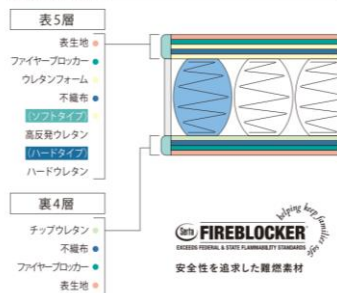 表5層
表生地
ファイヤーブロッカー
ウレタンフォーム
不織布
(ソフトタイプ)
高反発ウレタン
(ハードタイプ)
ハードウレタン
裏4層
チップウレタン
不織布
ファイヤーブロッカー
表生地
helping keep families safe
Serta FIREBLOCKER
EXCEEDS FEDERAL & STATE FLAMMABILITY STANDARDS
安全性を追求した難燃素材